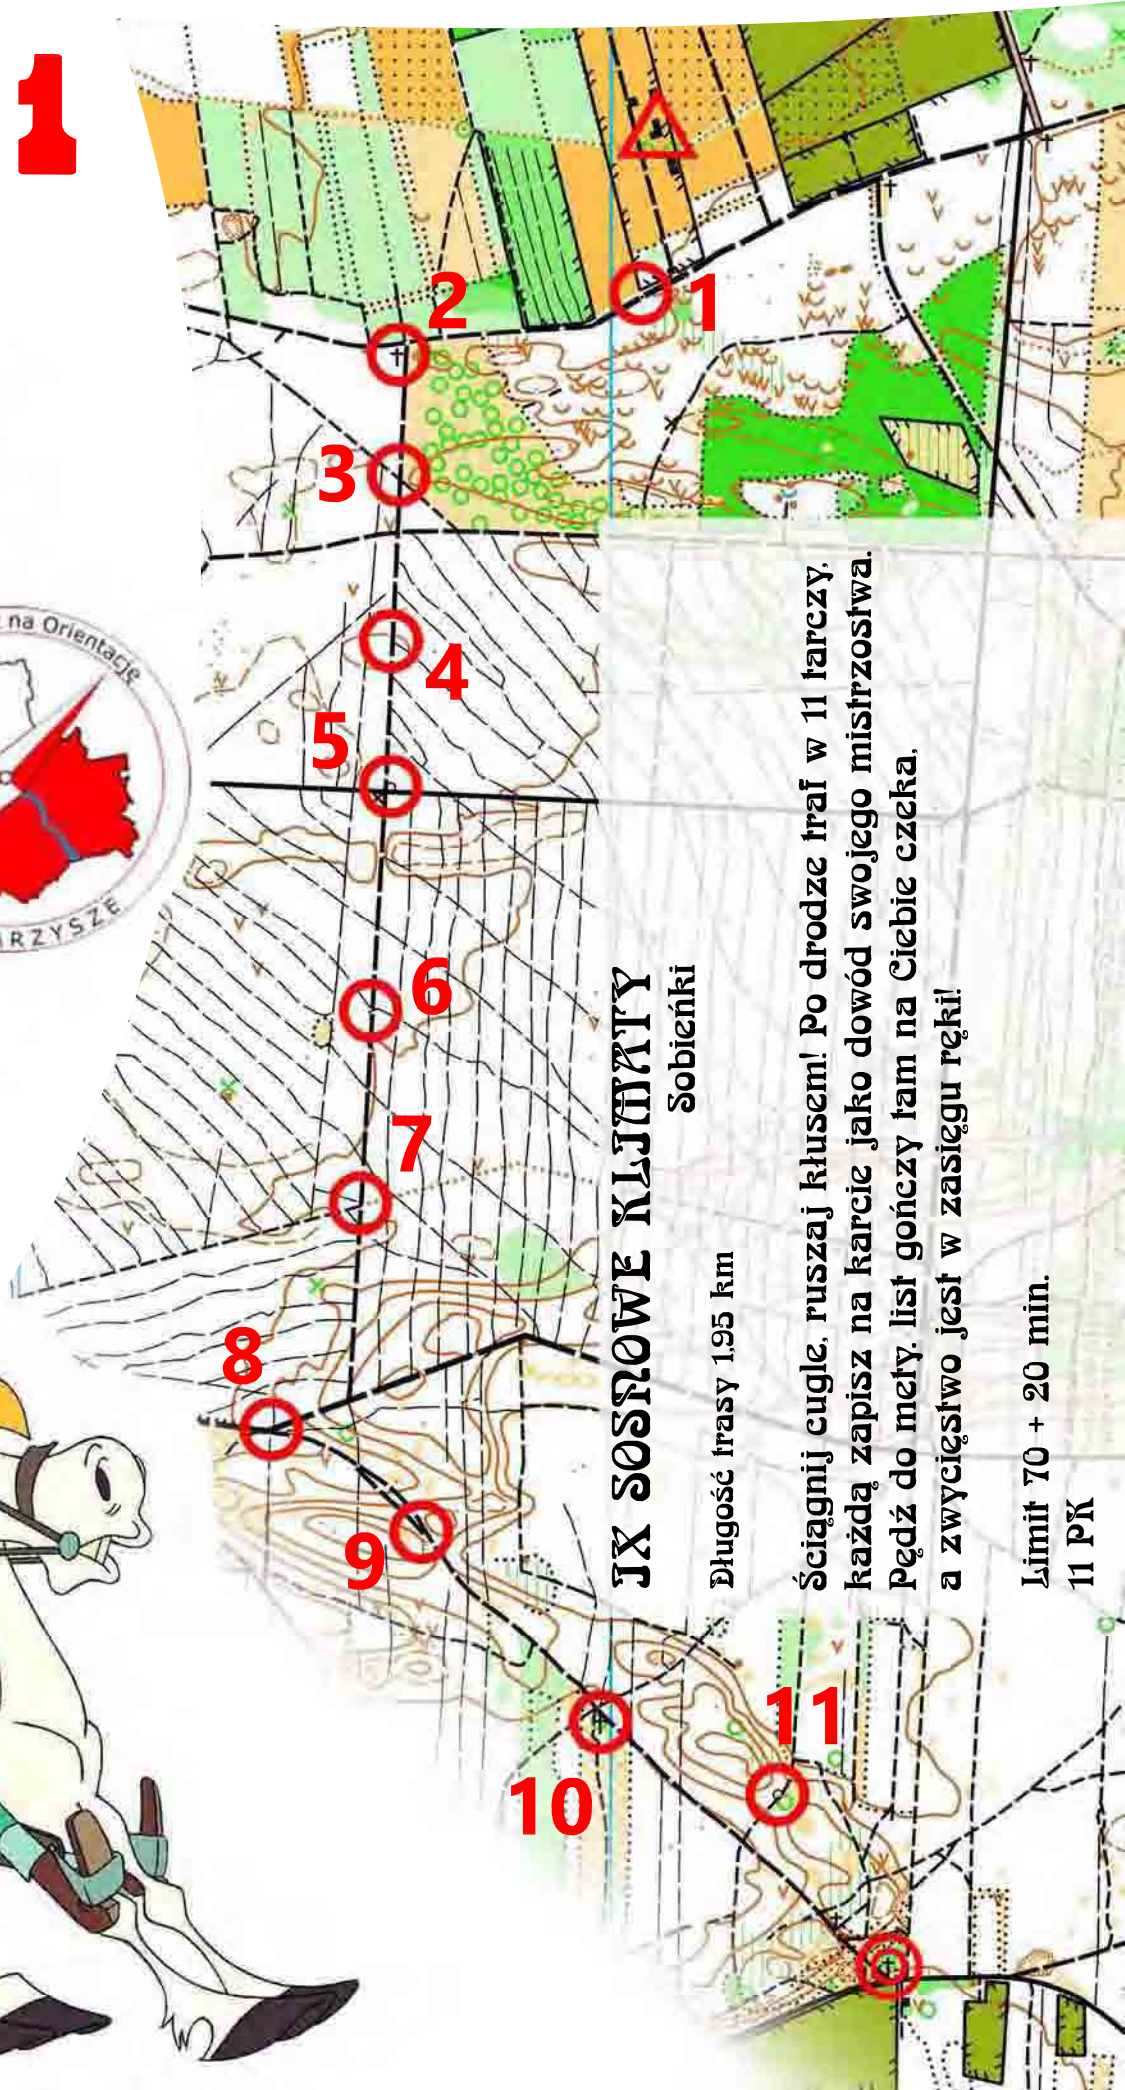 1
1
2
3
4
5
6
7
8
9
10
11
na Orientację
RZYSZE
IX SOSNOWE KLIMATY
Sobieńki
Długość trasy 1,95 km
Ściągnij cugle, ruszaj kłusem! Po drodze traf w 11 tarczy,
każdą zapisz na karcie jako dowód swojego mistrzostwa.
Pędź do mety, list gończy tam na Ciebie czeka,
a zwycięstwo jest w zasięgu ręki!
Limit 70 + 20 min.
11 PK